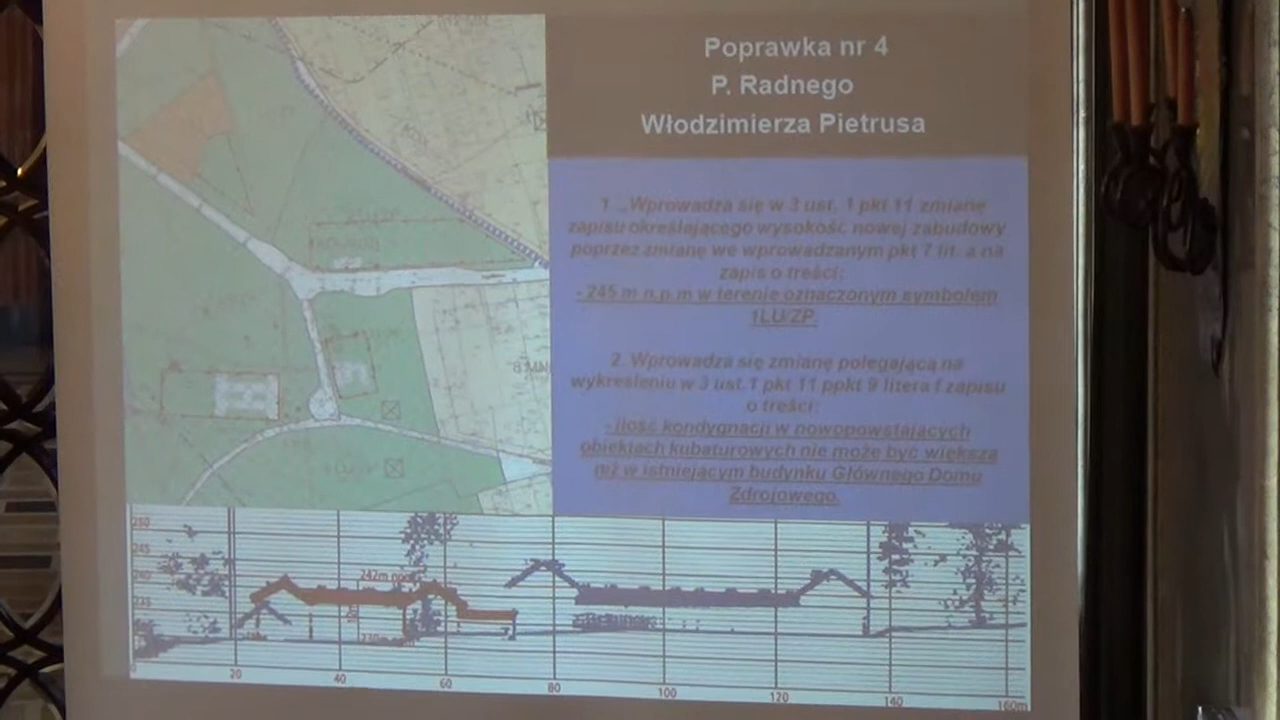 Poprawka nr 4
P. Radnego
Włodzimierza Pietrusa
1. „Wprowadza się w 3 ust. 1 pkt 11 zmianę
zapisu określającego wysokość nowej zabudowy
poprzez zmianę we wprowadzanym pkt 7 lit. a na
zapis o treści:
- 245 m n.p.m w terenie oznaczonym symbolem
1LU/ZP.
2. Wprowadza się zmianę polegającą na
wykreśleniu w 3 ust.1 pkt 11 ppkt 9 litera f zapisu
o treści:
- ilość kondygnacji w nowopowstających
obiektach kubaturowych nie może być większa
niż w istniejącym budynku Głównego Domu
Zdrojowego.
250
245
240
235
242m npm
20
40
60
80
100
120
140
160m